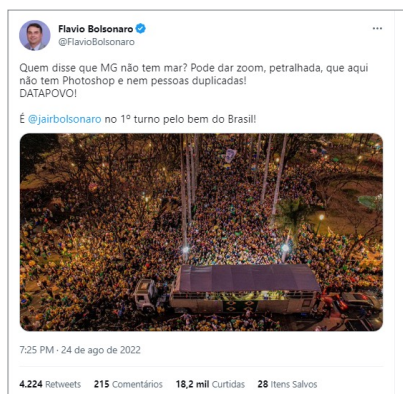 Flavio Bolsonaro
@FlavioBolsonaro
Quem disse que MG não tem mar? Pode dar zoom, petralhada, que aqui
não tem Photoshop e nem pessoas duplicadas!
DATAPOVO!
É @jairbolsonaro no 1º turno pelo bem do Brasil!
7:25 PM · 24 de ago de 2022
4.224 Retweets 215 Comentários 18,2 mil Curtidas 28 Itens Salvos